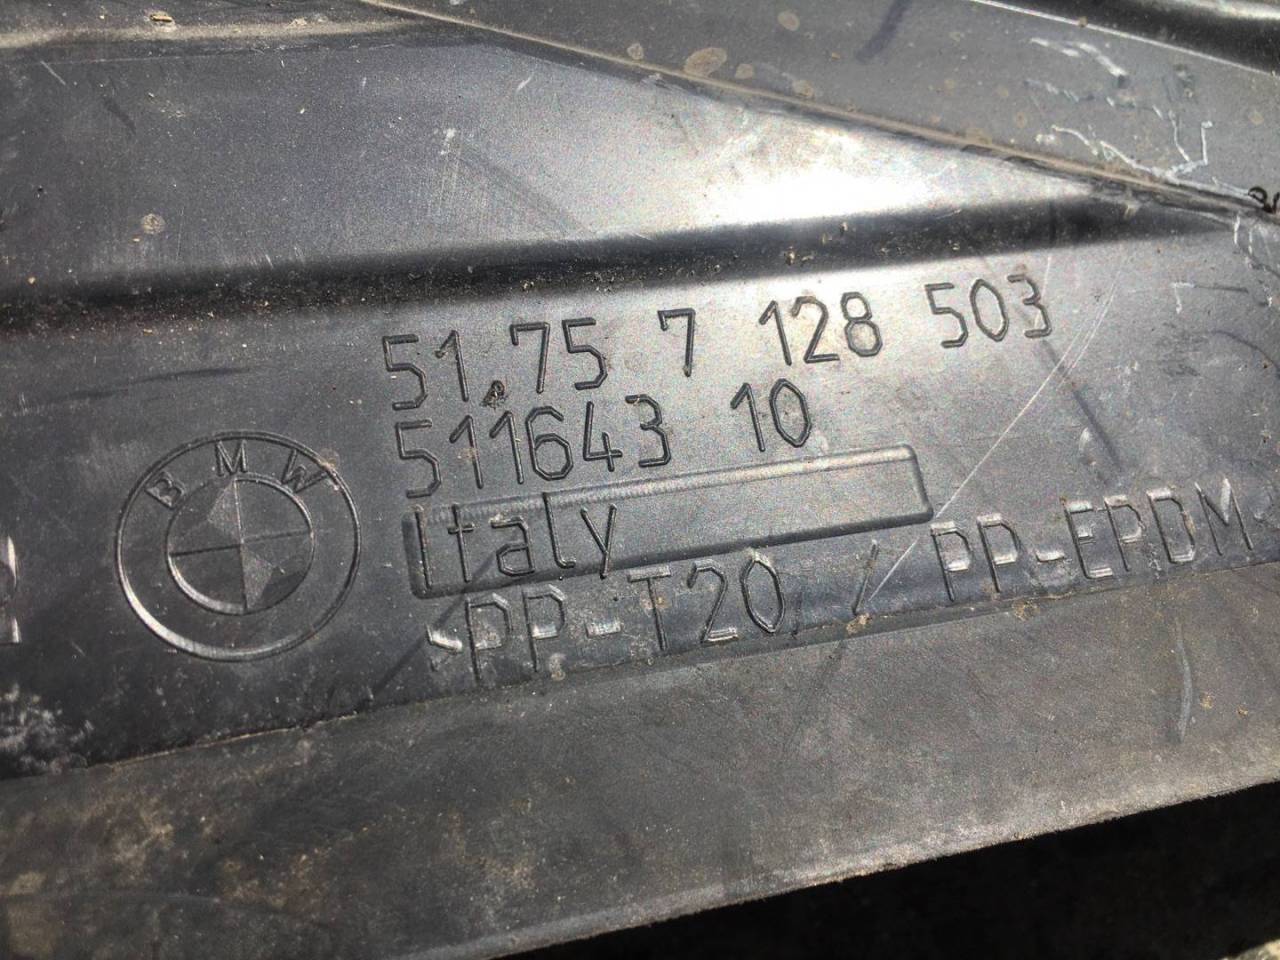 51.75 7 128 503
511643 10
BMW
Italy
>PP-T20 / PP-EPDM